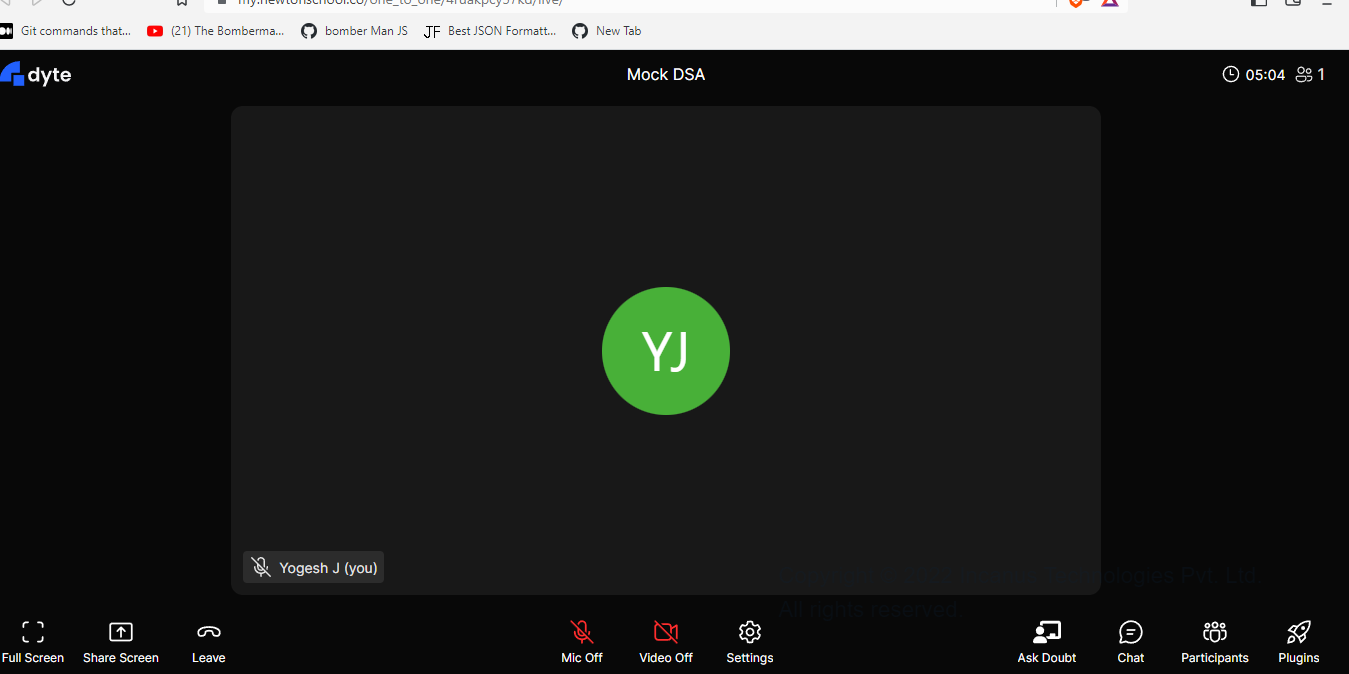 my.newtonschool.co/one_to_one/4ruakpcy57kd/live/
Git commands that... (21) The Bomberma... bomber Man JS JF Best JSON Formatt... New Tab
dyte Mock DSA 05:04 1
YJ
Yogesh J (you)
ologies Pvt. Ltd
All rights reserved
Full Screen Share Screen Leave Mic Off Video Off Settings Ask Doubt Chat Participants Plugins